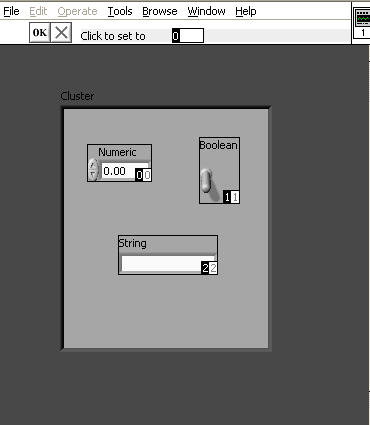 File Edit Operate Tools Browse Window Help
OK Click to set to 0
1
Cluster
Numeric
0.00 0 0
Boolean
1 1
String
2 2